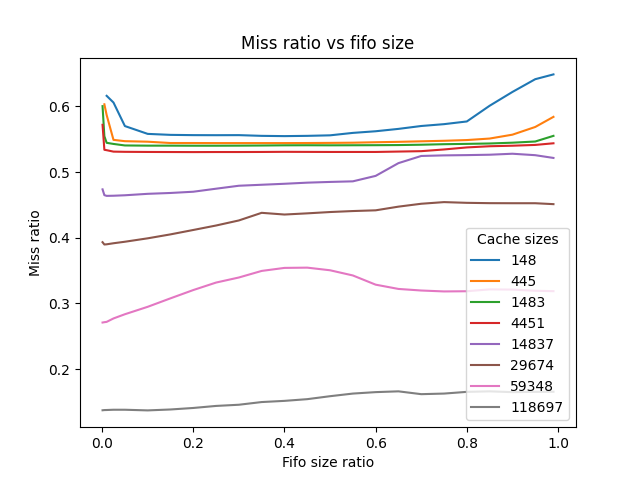 Miss ratio vs fifo size
Miss ratio
0.6
0.5
0.4
0.3
0.2
0.0 0.2 0.4 0.6 0.8 1.0
Fifo size ratio
Cache sizes
148
445
1483
4451
14837
29674
59348
118697